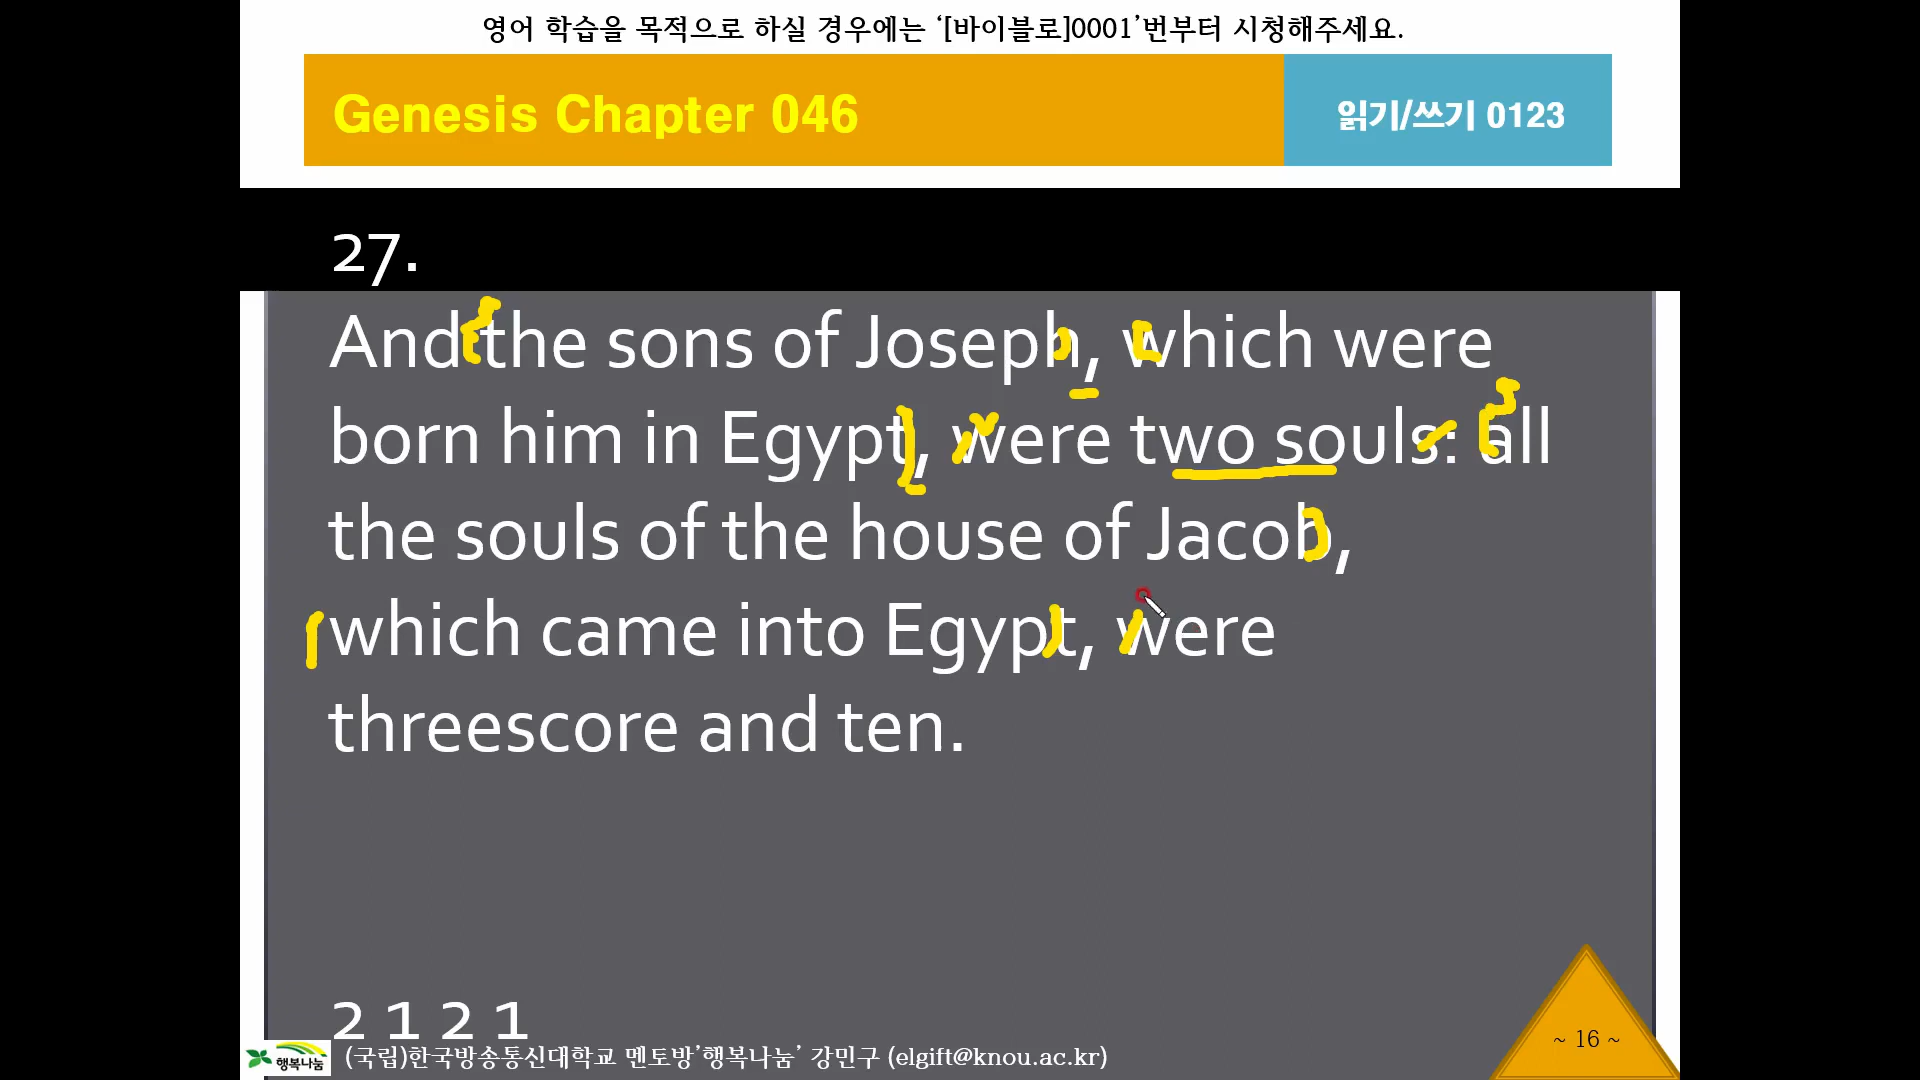 영어 학습을 목적으로 하실 경우에는 ‘[바이블로]0001’번부터 시청해주세요.
Genesis Chapter 046
읽기/쓰기 0123
27.
And the sons of Joseph, which were
born him in Egypt, were two souls: all
the souls of the house of Jacob,
which came into Egypt, were
threescore and ten.
2 1 2 1
행복나눔
(국립)한국방송통신대학교 멘토방’행복나눔’ 강민구 (elgift@knou.ac.kr)
~ 16 ~